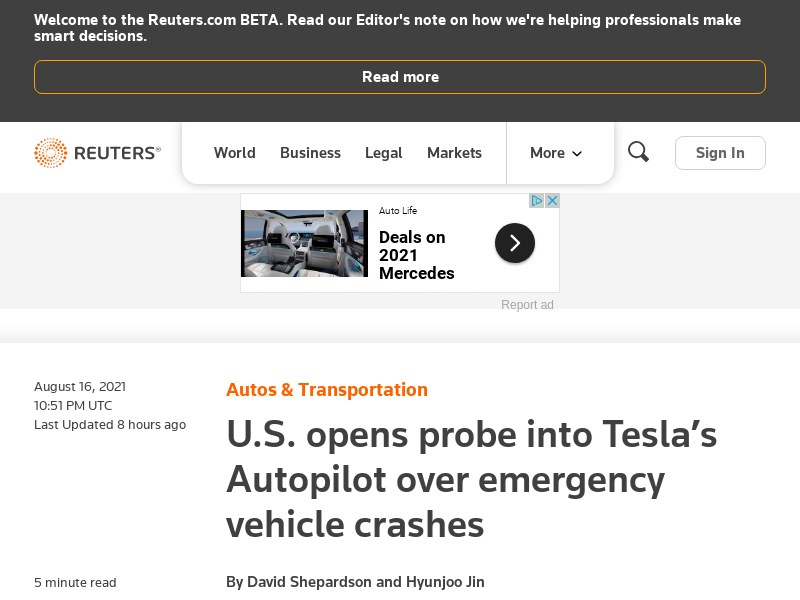 Welcome to the Reuters.com BETA. Read our Editor's note on how we're helping professionals make
smart decisions.
Read more
REUTERS®
World Business Legal Markets More
Sign In
Auto Life
Deals on
2021
Mercedes
Report ad
August 16, 2021
10:51 PM UTC
Last Updated 8 hours ago
Autos & Transportation
U.S. opens probe into Tesla’s
Autopilot over emergency
vehicle crashes
5 minute read
By David Shepardson and Hyunjoo Jin